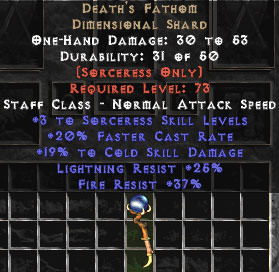 Death's Fathom
Dimensional Shard
One-Hand Damage: 30 to 53
Durability: 31 of 50
(Sorceress Only)
Required Level: 73
Staff Class - Normal Attack Speed
+3 to Sorceress Skill Levels
+20% Faster Cast Rate
+19% to Cold Skill Damage
Lightning Resist +25%
Fire Resist +37%